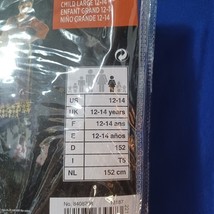 CHILD LARGE 12-14
ENFANT GRAND 12-14
NIÑO GRANDE 12-14
US 12-14
UK 12-14 years
F 12-14 ans
E 12-14 años
D 152
I T5
NL 152 cm